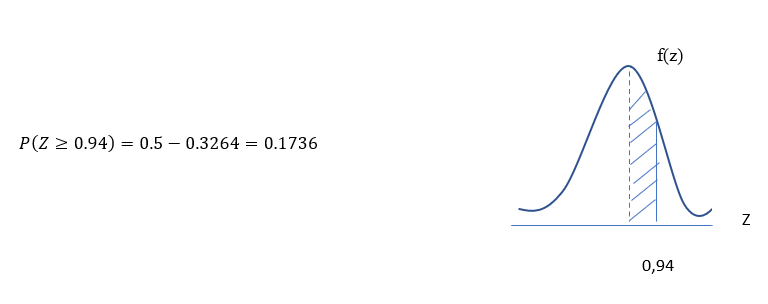 f(z)
P(Z ≥ 0.94) = 0.5 − 0.3264 = 0.1736
Z
0,94